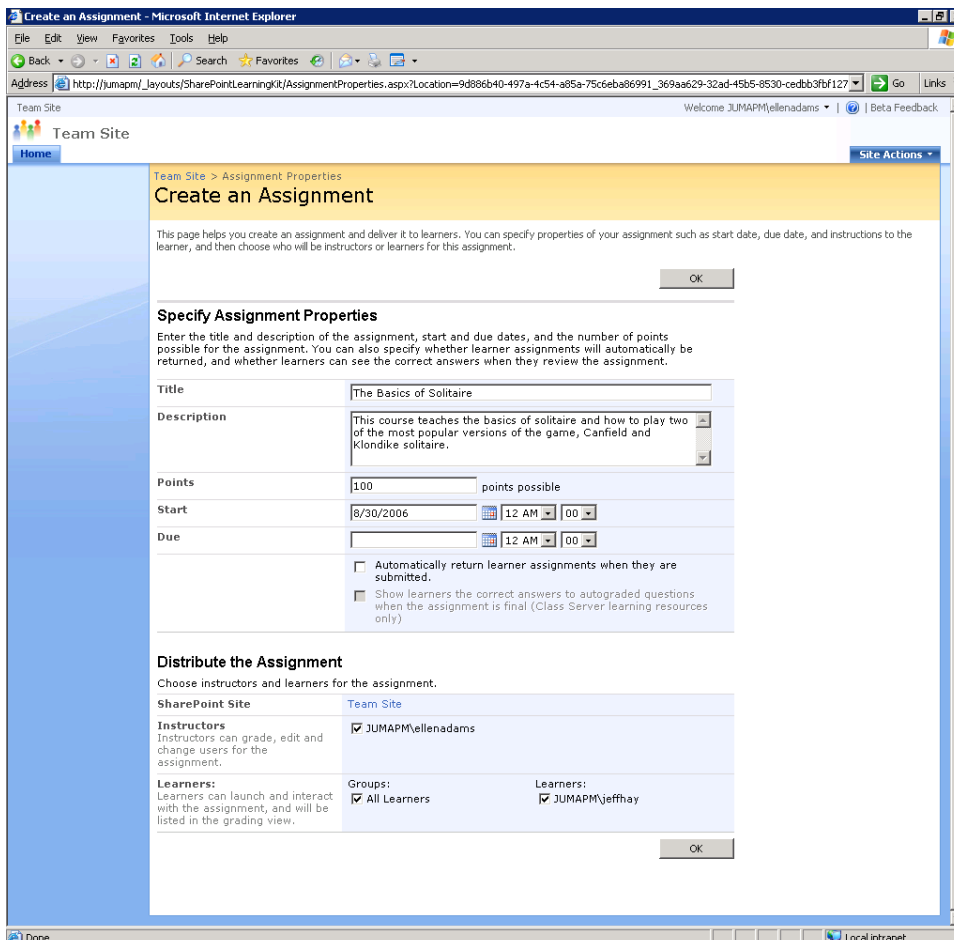 Create an Assignment - Microsoft Internet Explorer
File Edit View Favorites Tools Help
Back Search Favorites
Address http://jumapm/_layouts/SharePointLearningKit/AssignmentProperties.aspx?Location=9d886b40-497a-4c54-a85a-75c6eba86991_369aa629-32ad-45b5-8530-cedbb3fbf127 Go Links
Team Site Welcome JUMAPM\ellenadams | Beta Feedback
Team Site
Home Site Actions
Team Site > Assignment Properties
Create an Assignment
This page helps you create an assignment and deliver it to learners. You can specify properties of your assignment such as start date, due date, and instructions to the
learner, and then choose who will be instructors or learners for this assignment.
OK
Specify Assignment Properties
Enter the title and description of the assignment, start and due dates, and the number of points
possible for the assignment. You can also specify whether learner assignments will automatically be
returned, and whether learners can see the correct answers when they review the assignment.
Title The Basics of Solitaire
Description This course teaches the basics of solitaire and how to play two
of the most popular versions of the game, Canfield and
Klondike solitaire.
Points 100 points possible
Start 8/30/2006 12 AM 00
Due 12 AM 00
Automatically return learner assignments when they are
submitted.
Show learners the correct answers to autograded questions
when the assignment is final (Class Server learning resources
only)
Distribute the Assignment
Choose instructors and learners for the assignment.
SharePoint Site Team Site
Instructors JUMAPM\ellenadams
Instructors can grade, edit and
change users for the
assignment.
Learners: Groups: Learners:
Learners can launch and interact All Learners JUMAPM\jeffhay
with the assignment, and will be
listed in the grading view.
OK
Done Local intranet